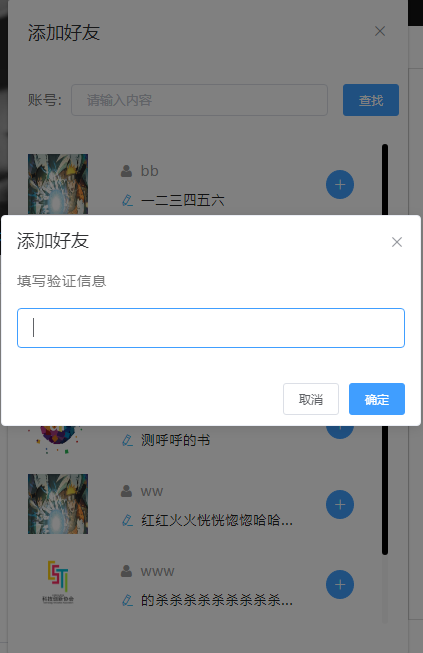 添加好友
账号:
请输入内容
查找
bb
一二三四五六
添加好友
填写验证信息
取消
确定
测呼呼的书
ww
红红火火恍恍惚惚哈哈...
www
的杀杀杀杀杀杀杀杀杀...